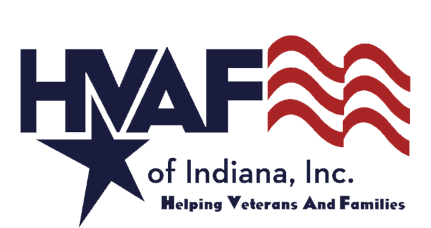 HVAF
of Indiana, Inc.
Helping Veterans And Families